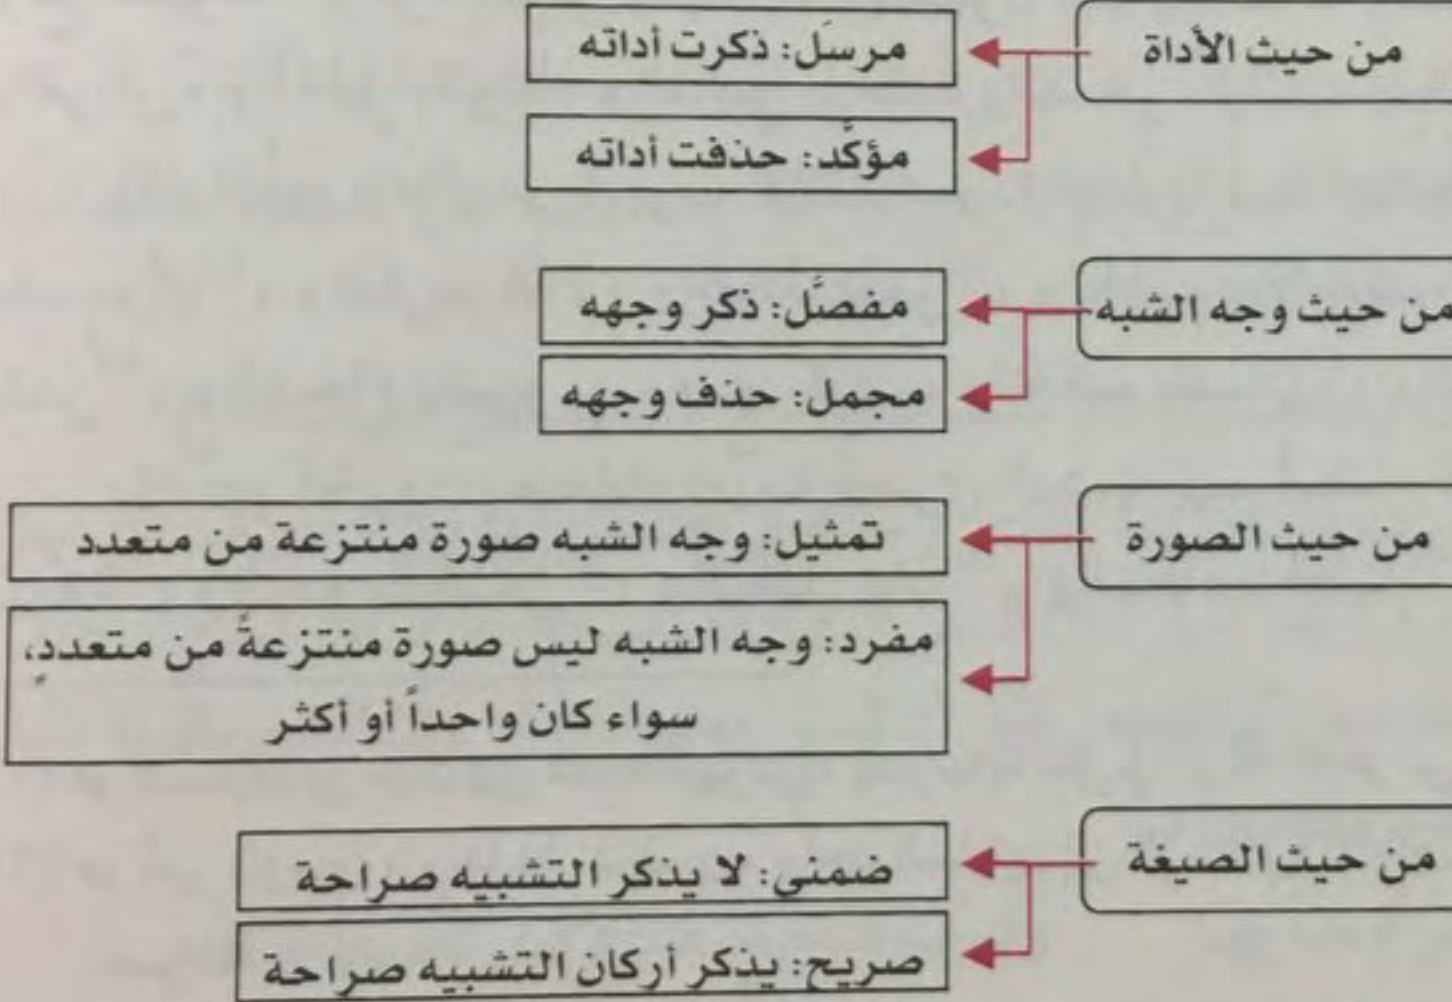 من حيث الأداة
مرسَل: ذكرت أداته
مؤكَّد: حذفت أداته
من حيث وجه الشبه
مفصَّل: ذكر وجهه
مجمل: حذف وجهه
من حيث الصورة
تمثيل: وجه الشبه صورة منتزعة من متعدد
مفرد: وجه الشبه ليس صورة منتزعةً من متعددٍ،
سواء كان واحداً أو أكثر
من حيث الصيغة
ضمني: لا يذكر التشبيه صراحة
صريح: يذكر أركان التشبيه صراحة